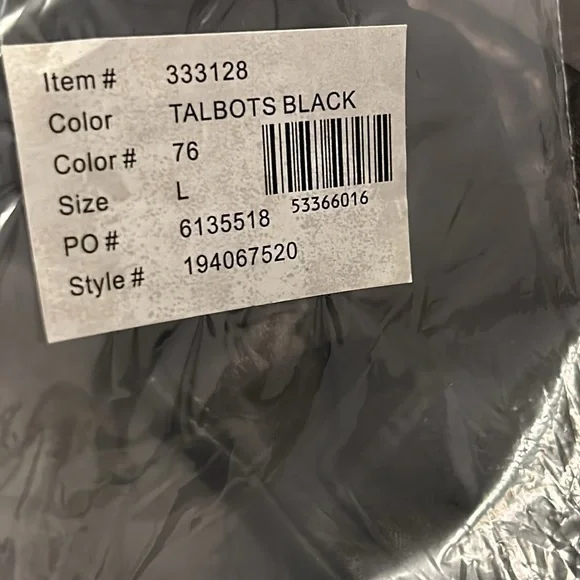 Item # 333128
Color TALBOTS BLACK
Color # 76
Size L
PO # 6135518 53366016
Style # 194067520